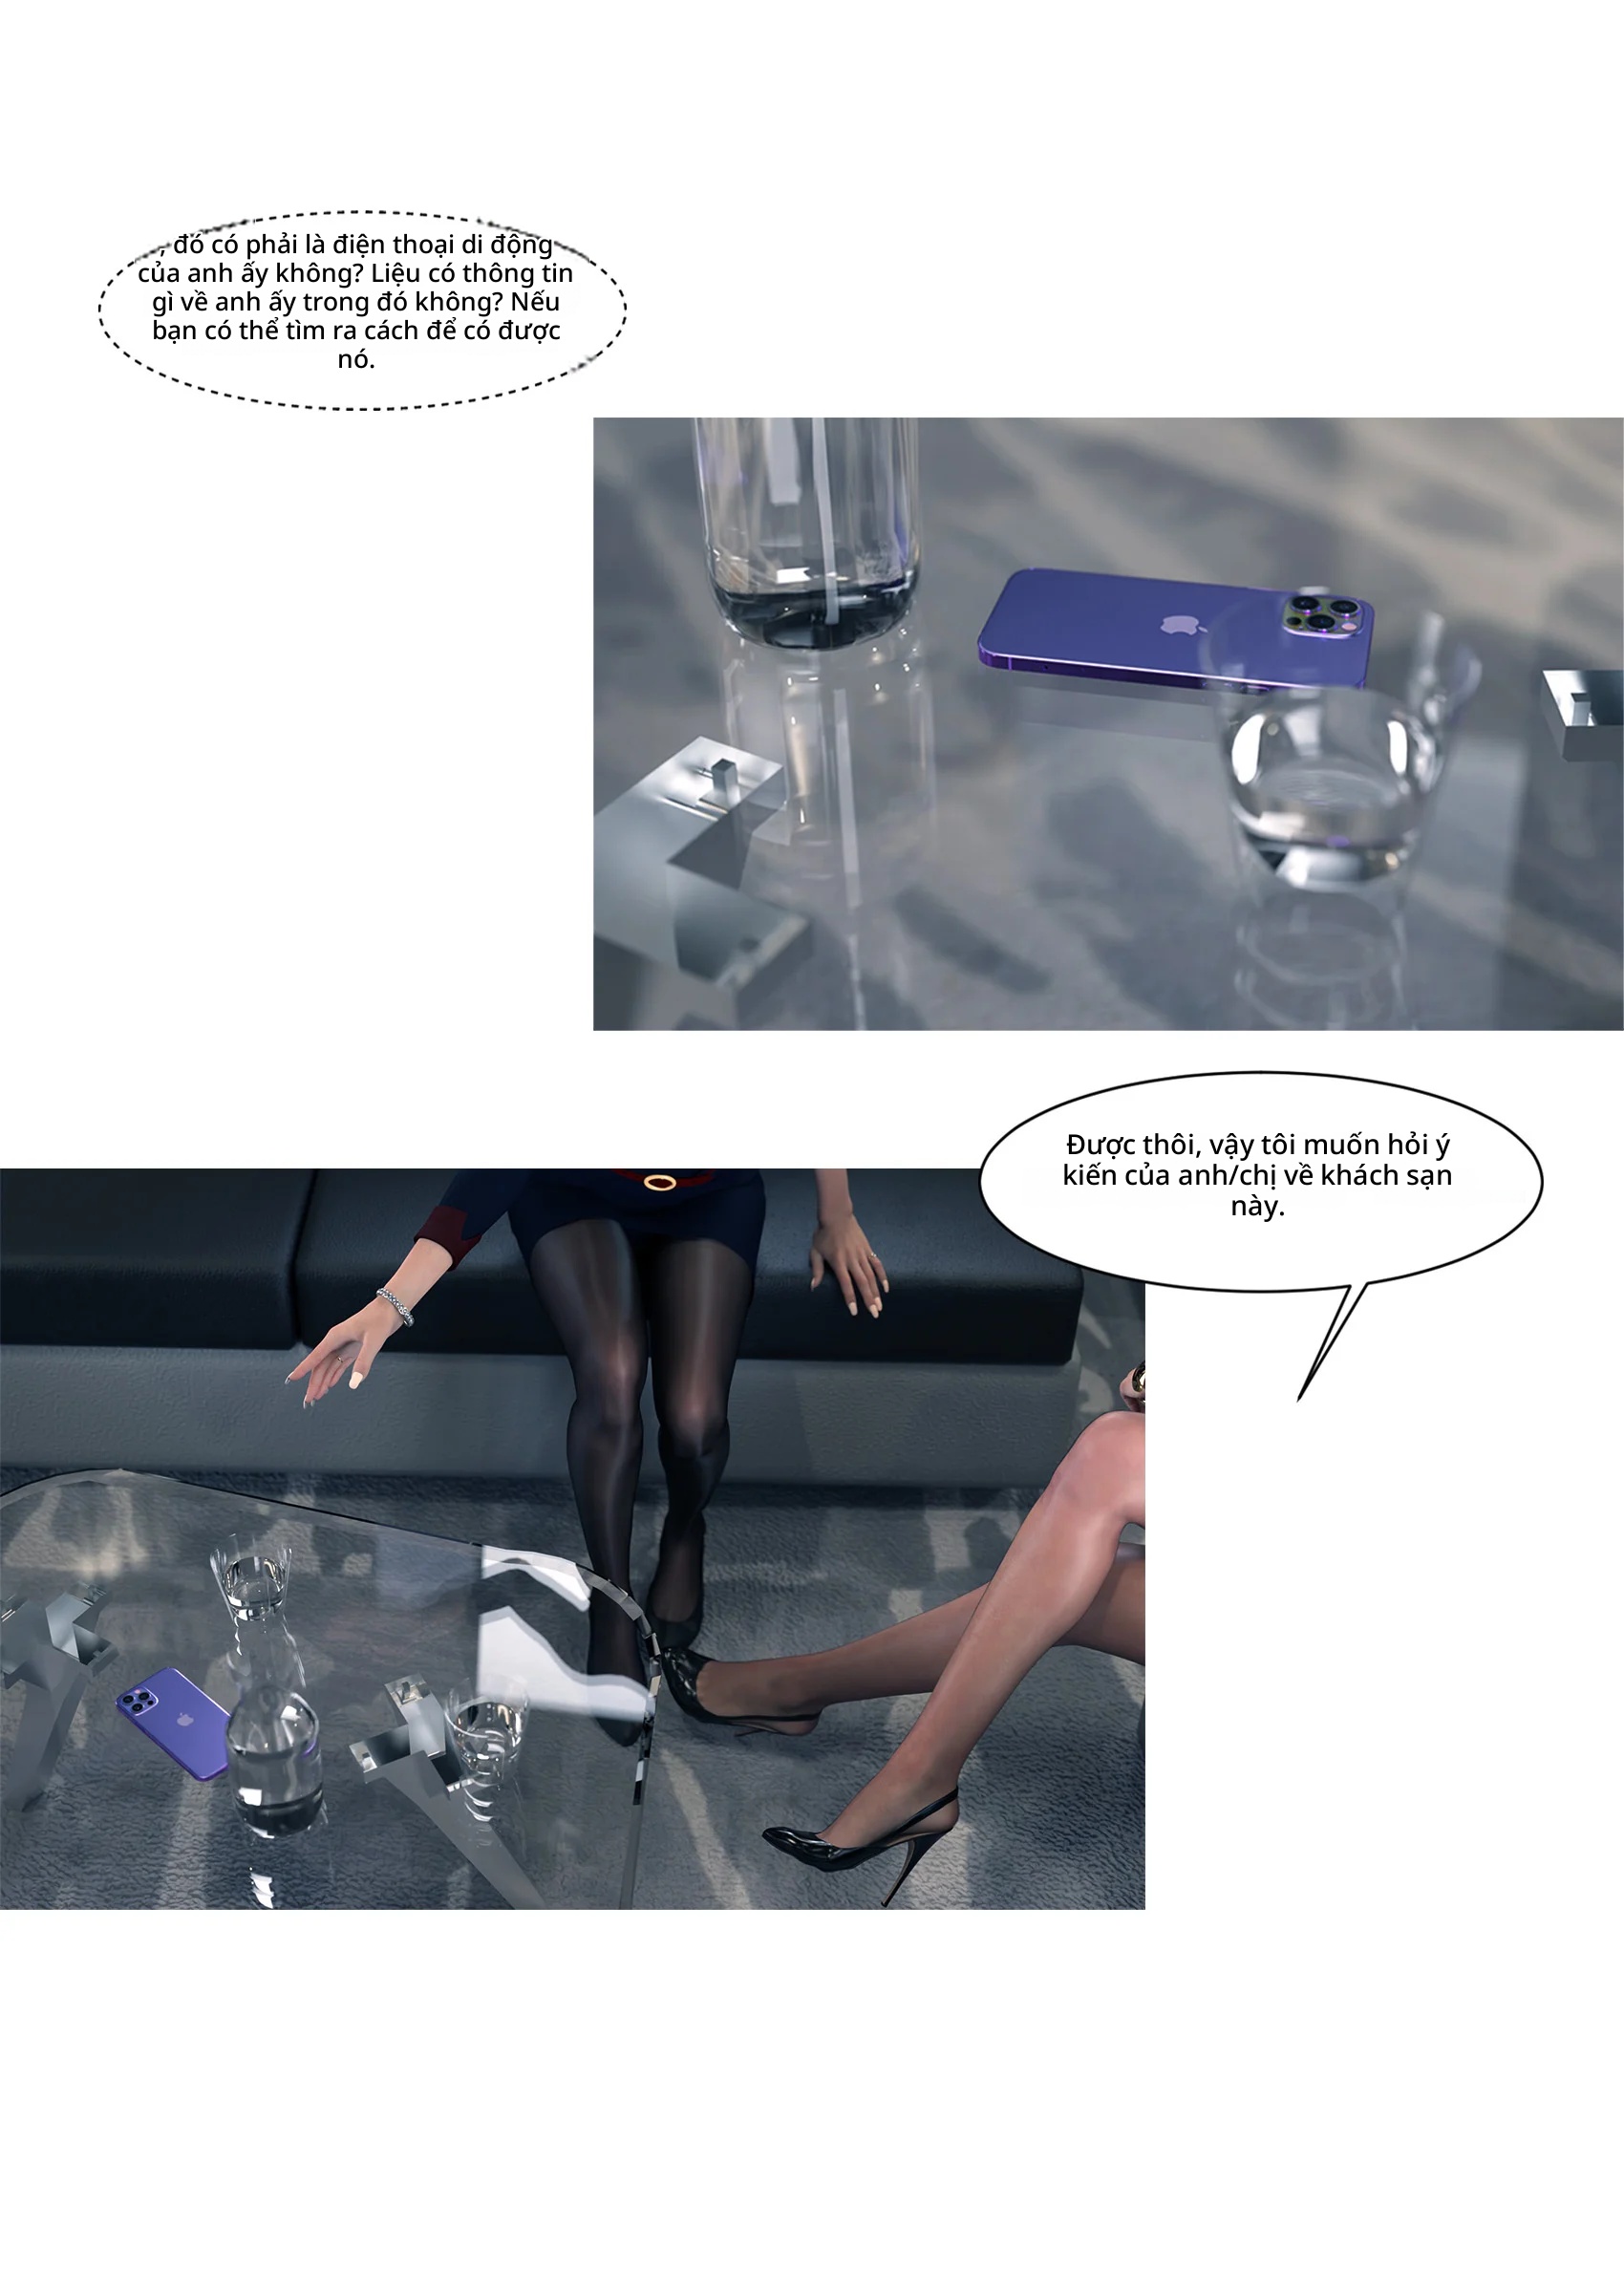 , đó có phải là điện thoại di động
của anh ấy không? Liệu có thông tin
gì về anh ấy trong đó không? Nếu
bạn có thể tìm ra cách để có được
nó.
Được thôi, vậy tôi muốn hỏi ý
kiến của anh/chị về khách sạn
này.